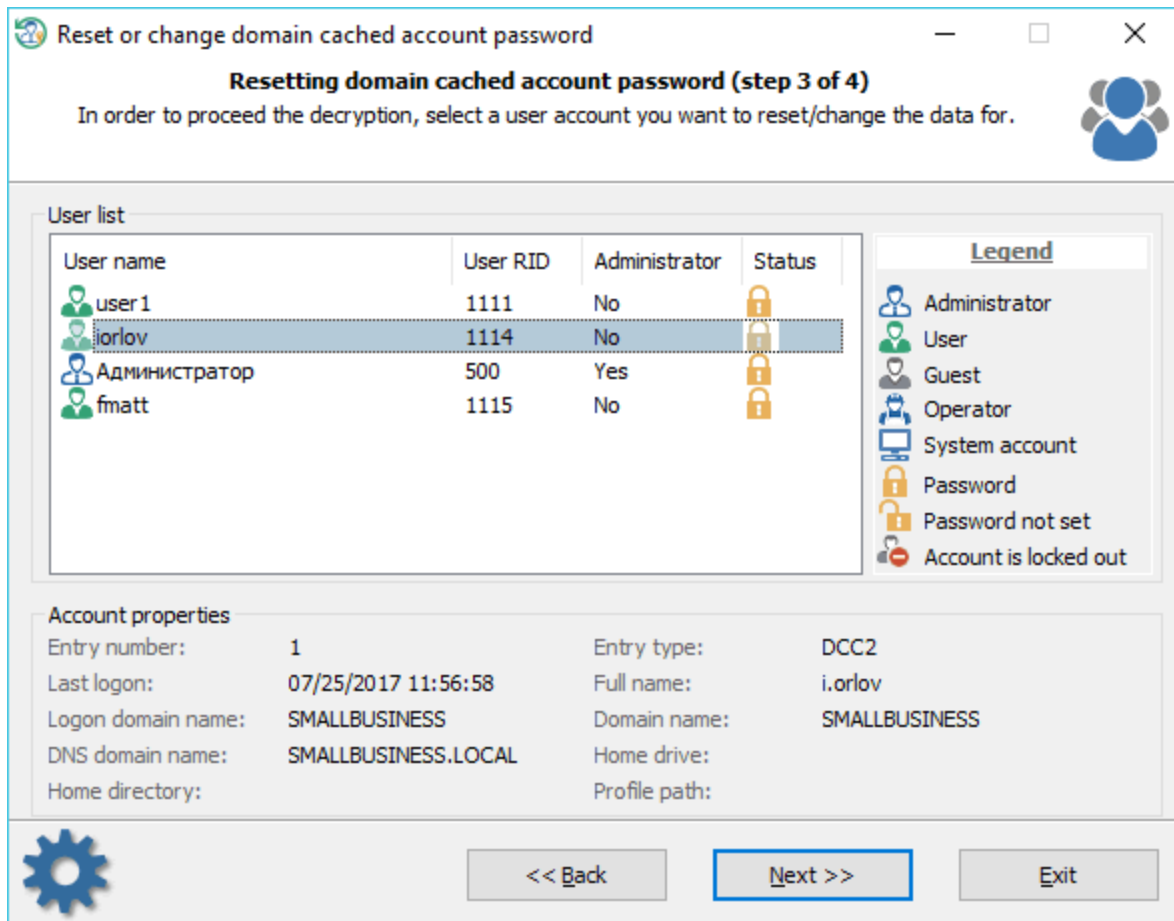 Reset or change domain cached account password
Resetting domain cached account password (step 3 of 4)
In order to proceed the decryption, select a user account you want to reset/change the data for.
User list
User name User RID Administrator Status
user1 1111 No
iorlov 1114 No
Администратор 500 Yes
fmatt 1115 No
Legend
Administrator
User
Guest
Operator
System account
Password
Password not set
Account is locked out
Account properties
Entry number: 1 Entry type: DCC2
Last logon: 07/25/2017 11:56:58 Full name: i.orlov
Logon domain name: SMALLBUSINESS Domain name: SMALLBUSINESS
DNS domain name: SMALLBUSINESS.LOCAL Home drive:
Home directory: Profile path:
<< Back Next >> Exit